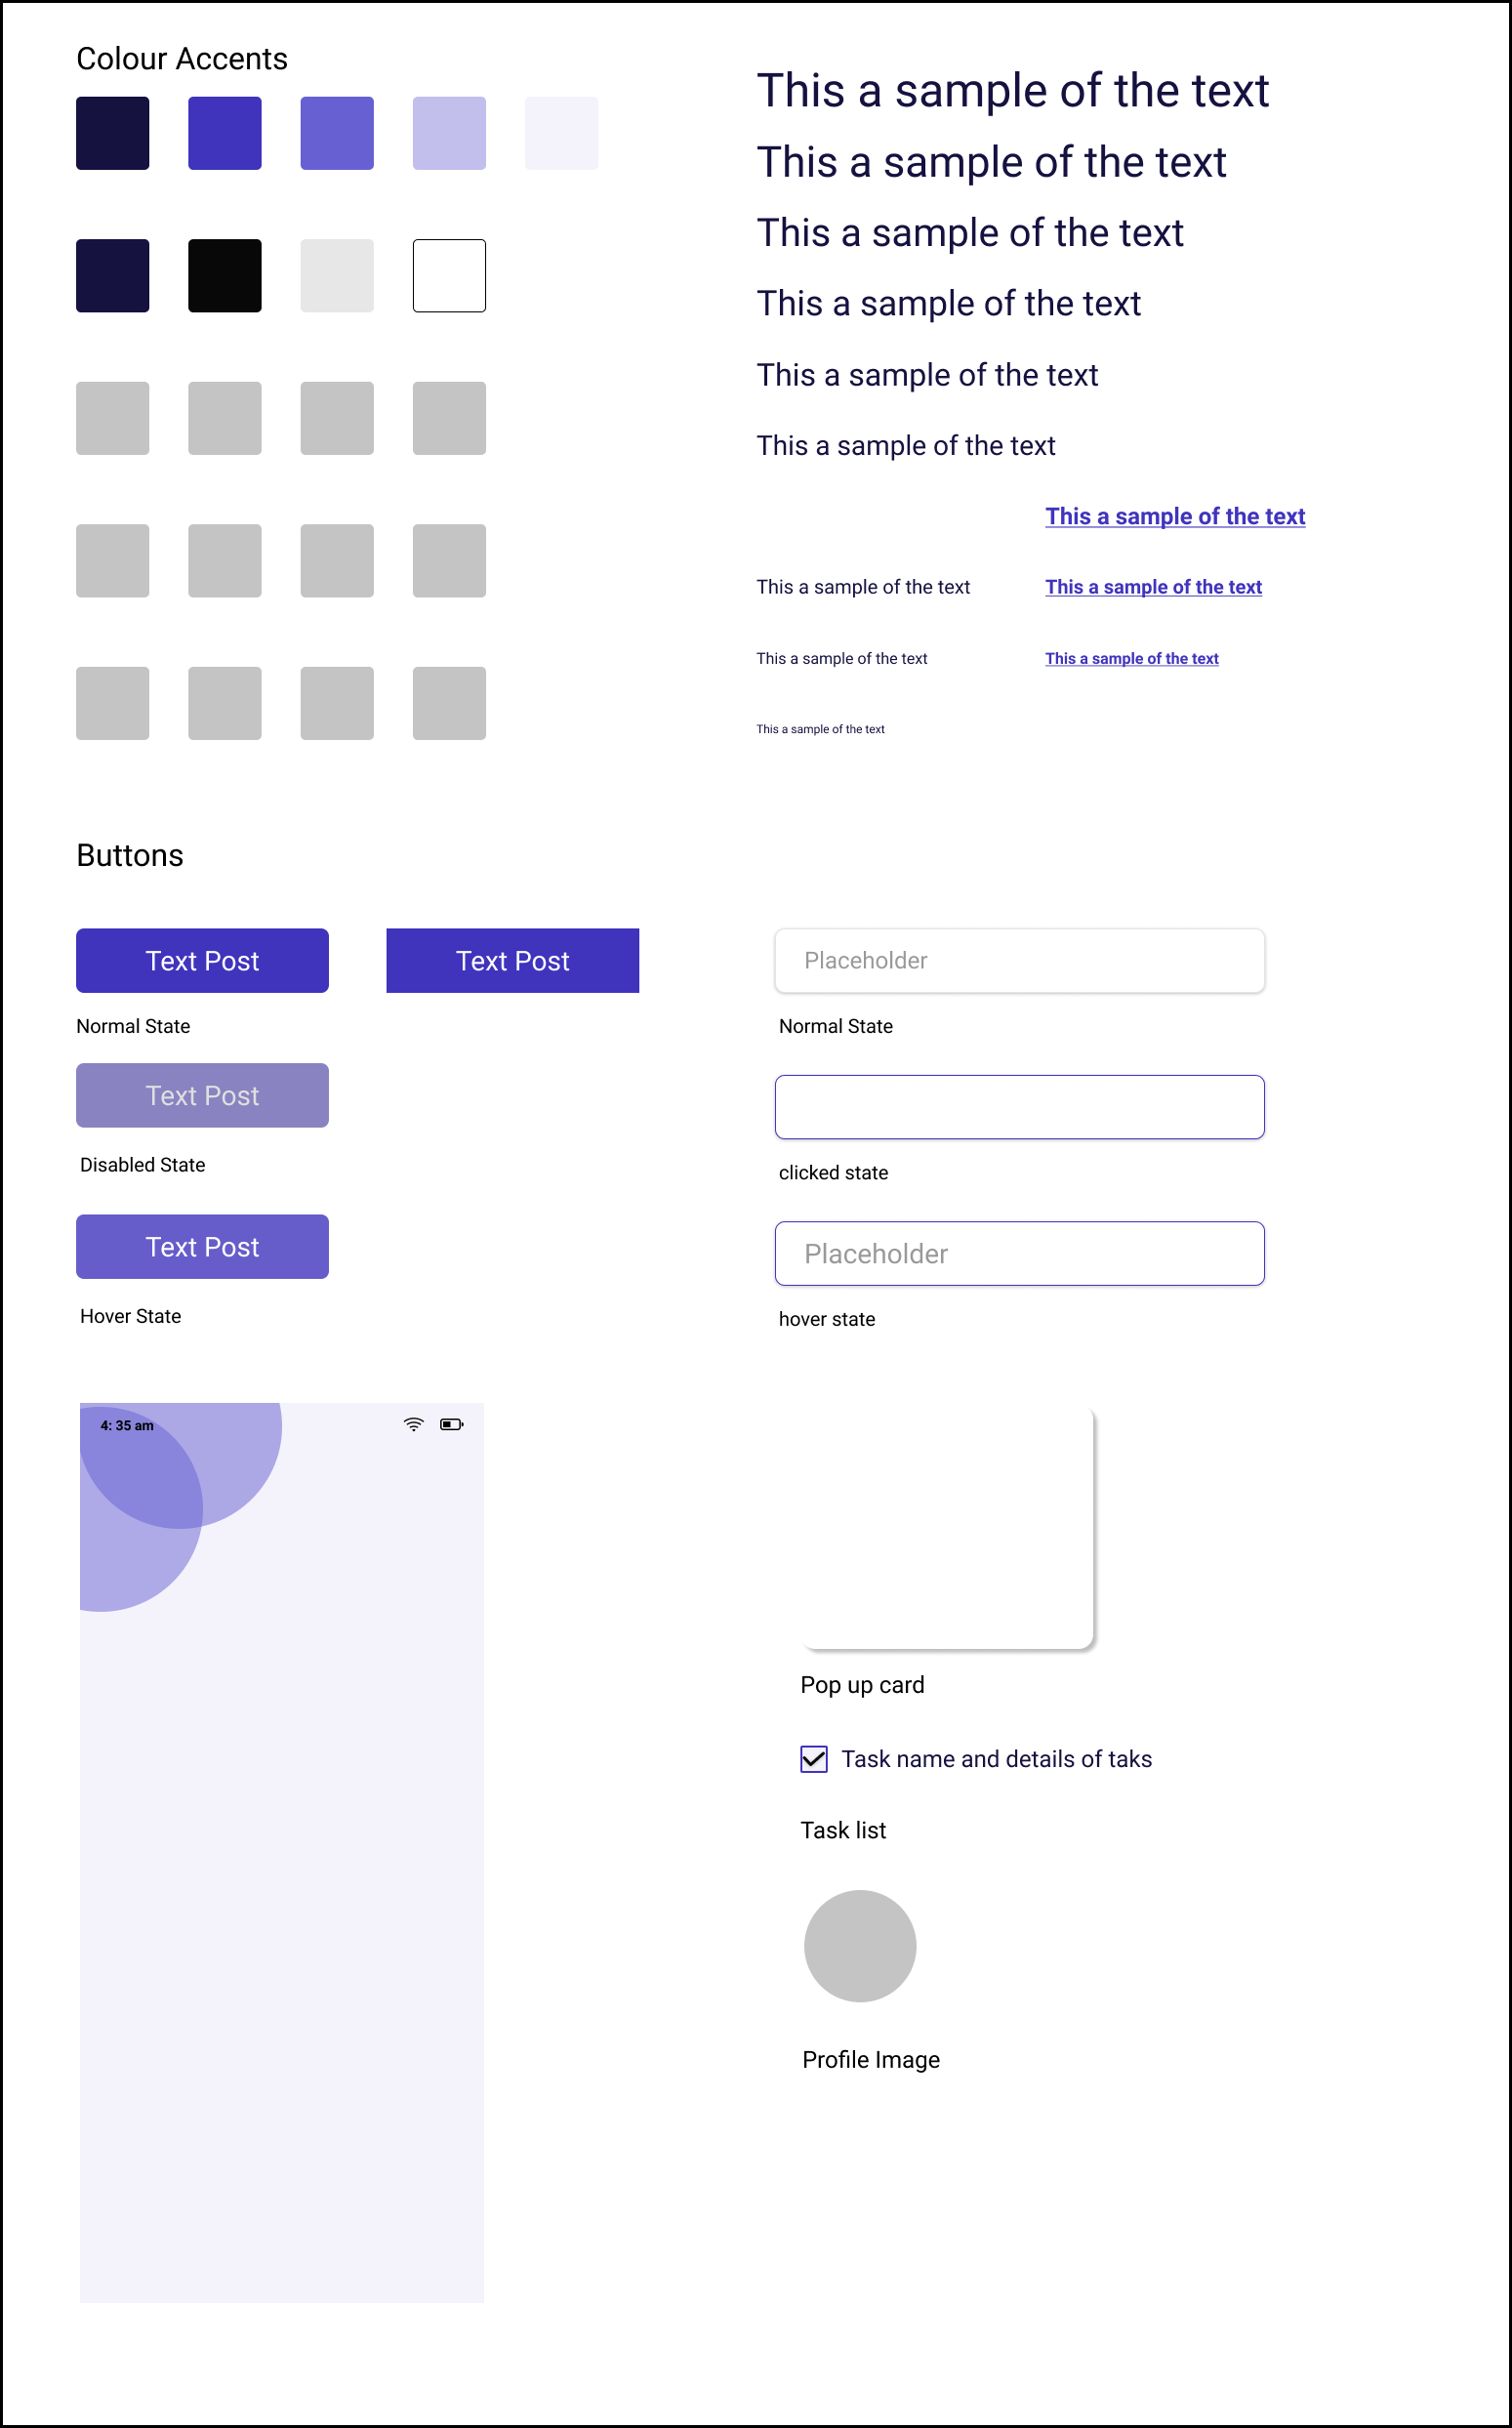 Colour Accents
This a sample of the text
This a sample of the text
This a sample of the text
This a sample of the text
This a sample of the text
This a sample of the text
This a sample of the text
This a sample of the text
This a sample of the text
This a sample of the text
This a sample of the text
This a sample of the text
Buttons
Text Post
Text Post
Normal State
Text Post
Disabled State
Text Post
Hover State
Placeholder
Normal State
clicked state
Placeholder
hover state
4: 35 am
Pop up card
Task name and details of taks
Task list
Profile Image